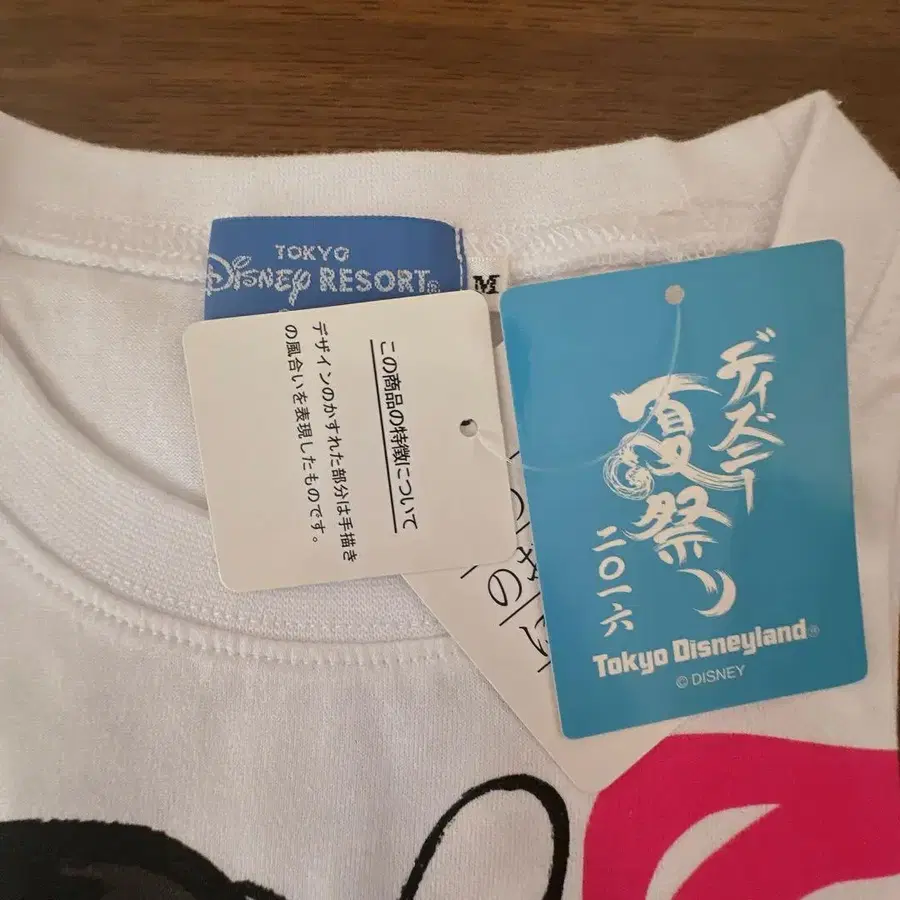 TOKYO
Disney RESORT®
M
この商品の特徴について
デザインのかすれた部分は手描き
の風合いを表現したものです。
ディズニー
夏祭り
二〇一六
Tokyo Disneyland®
© DISNEY